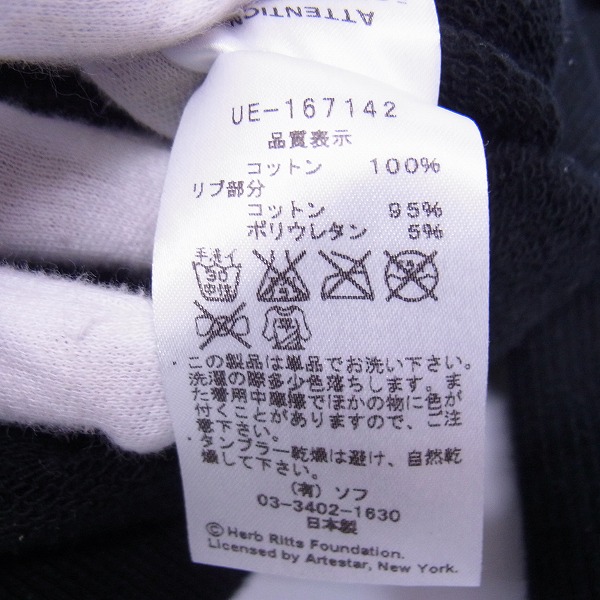 ATTENTION
UE-167142
品質表示
コットン 100%
リブ部分
コットン 95%
ポリウレタン 5%
手洗イ
30
中性
・この製品は単品でお洗い下さい。
洗濯の際多少色落ちします。ま
た着用中摩擦でほかの物に色が
付くことがありますので、ご注
意下さい。
・タンブラー乾燥は避け、自然乾
燥して下さい。
(有)ソフ
03-3402-1630
日本製
©Herb Ritts Foundation.
Licensed by Artestar, New York.